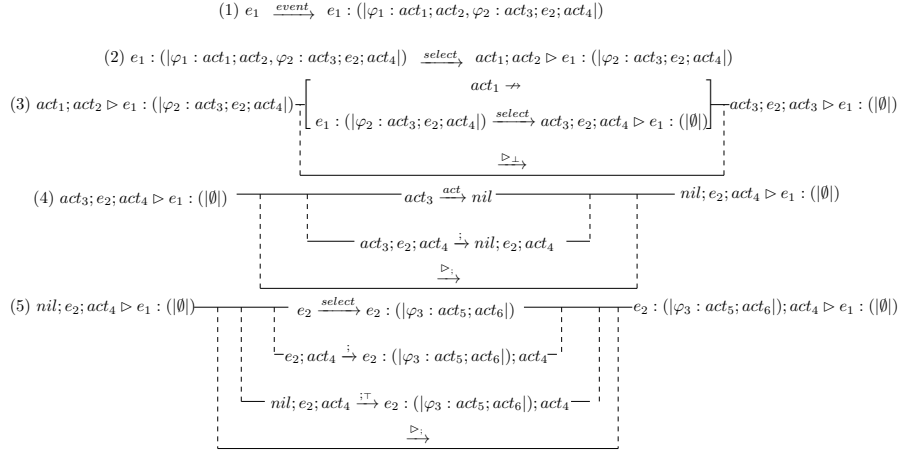 (1) e₁ —event→ e₁ : (|φ₁ : act₁; act₂, φ₂ : act₃; e₂; act₄|)
(2) e₁ : (|φ₁ : act₁; act₂, φ₂ : act₃; e₂; act₄|) —select→ act₁; act₂ ▷ e₁ : (|φ₂ : act₃; e₂; act₄|)
act₁ ↛
(3) act₁; act₂ ▷ e₁ : (|φ₂ : act₃; e₂; act₄|) act₃; e₂; act₃ ▷ e₁ : (|∅|)
e₁ : (|φ₂ : act₃; e₂; act₄|) —select→ act₃; e₂; act₄ ▷ e₁ : (|∅|)
—▷⊥→
(4) act₃; e₂; act₄ ▷ e₁ : (|∅|) act₃ —act→ nil nil; e₂; act₄ ▷ e₁ : (|∅|)
act₃; e₂; act₄ —;→ nil; e₂; act₄
—▷;→
(5) nil; e₂; act₄ ▷ e₁ : (|∅|) e₂ —select→ e₂ : (|φ₃ : act₅; act₆|) e₂ : (|φ₃ : act₅; act₆|); act₄ ▷ e₁ : (|∅|)
e₂; act₄ —;→ e₂ : (|φ₃ : act₅; act₆|); act₄
nil; e₂; act₄ —;⊤→ e₂ : (|φ₃ : act₅; act₆|); act₄
—▷;→